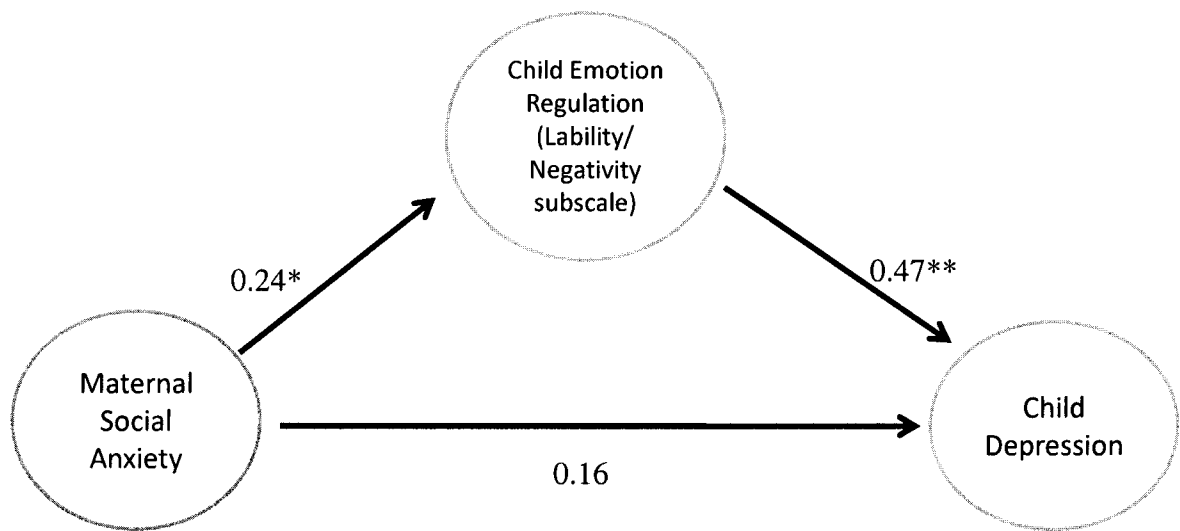 Child Emotion
Regulation
(Lability/
Negativity
subscale)
0.24*
0.47**
Maternal
Social
Anxiety
Child
Depression
0.16